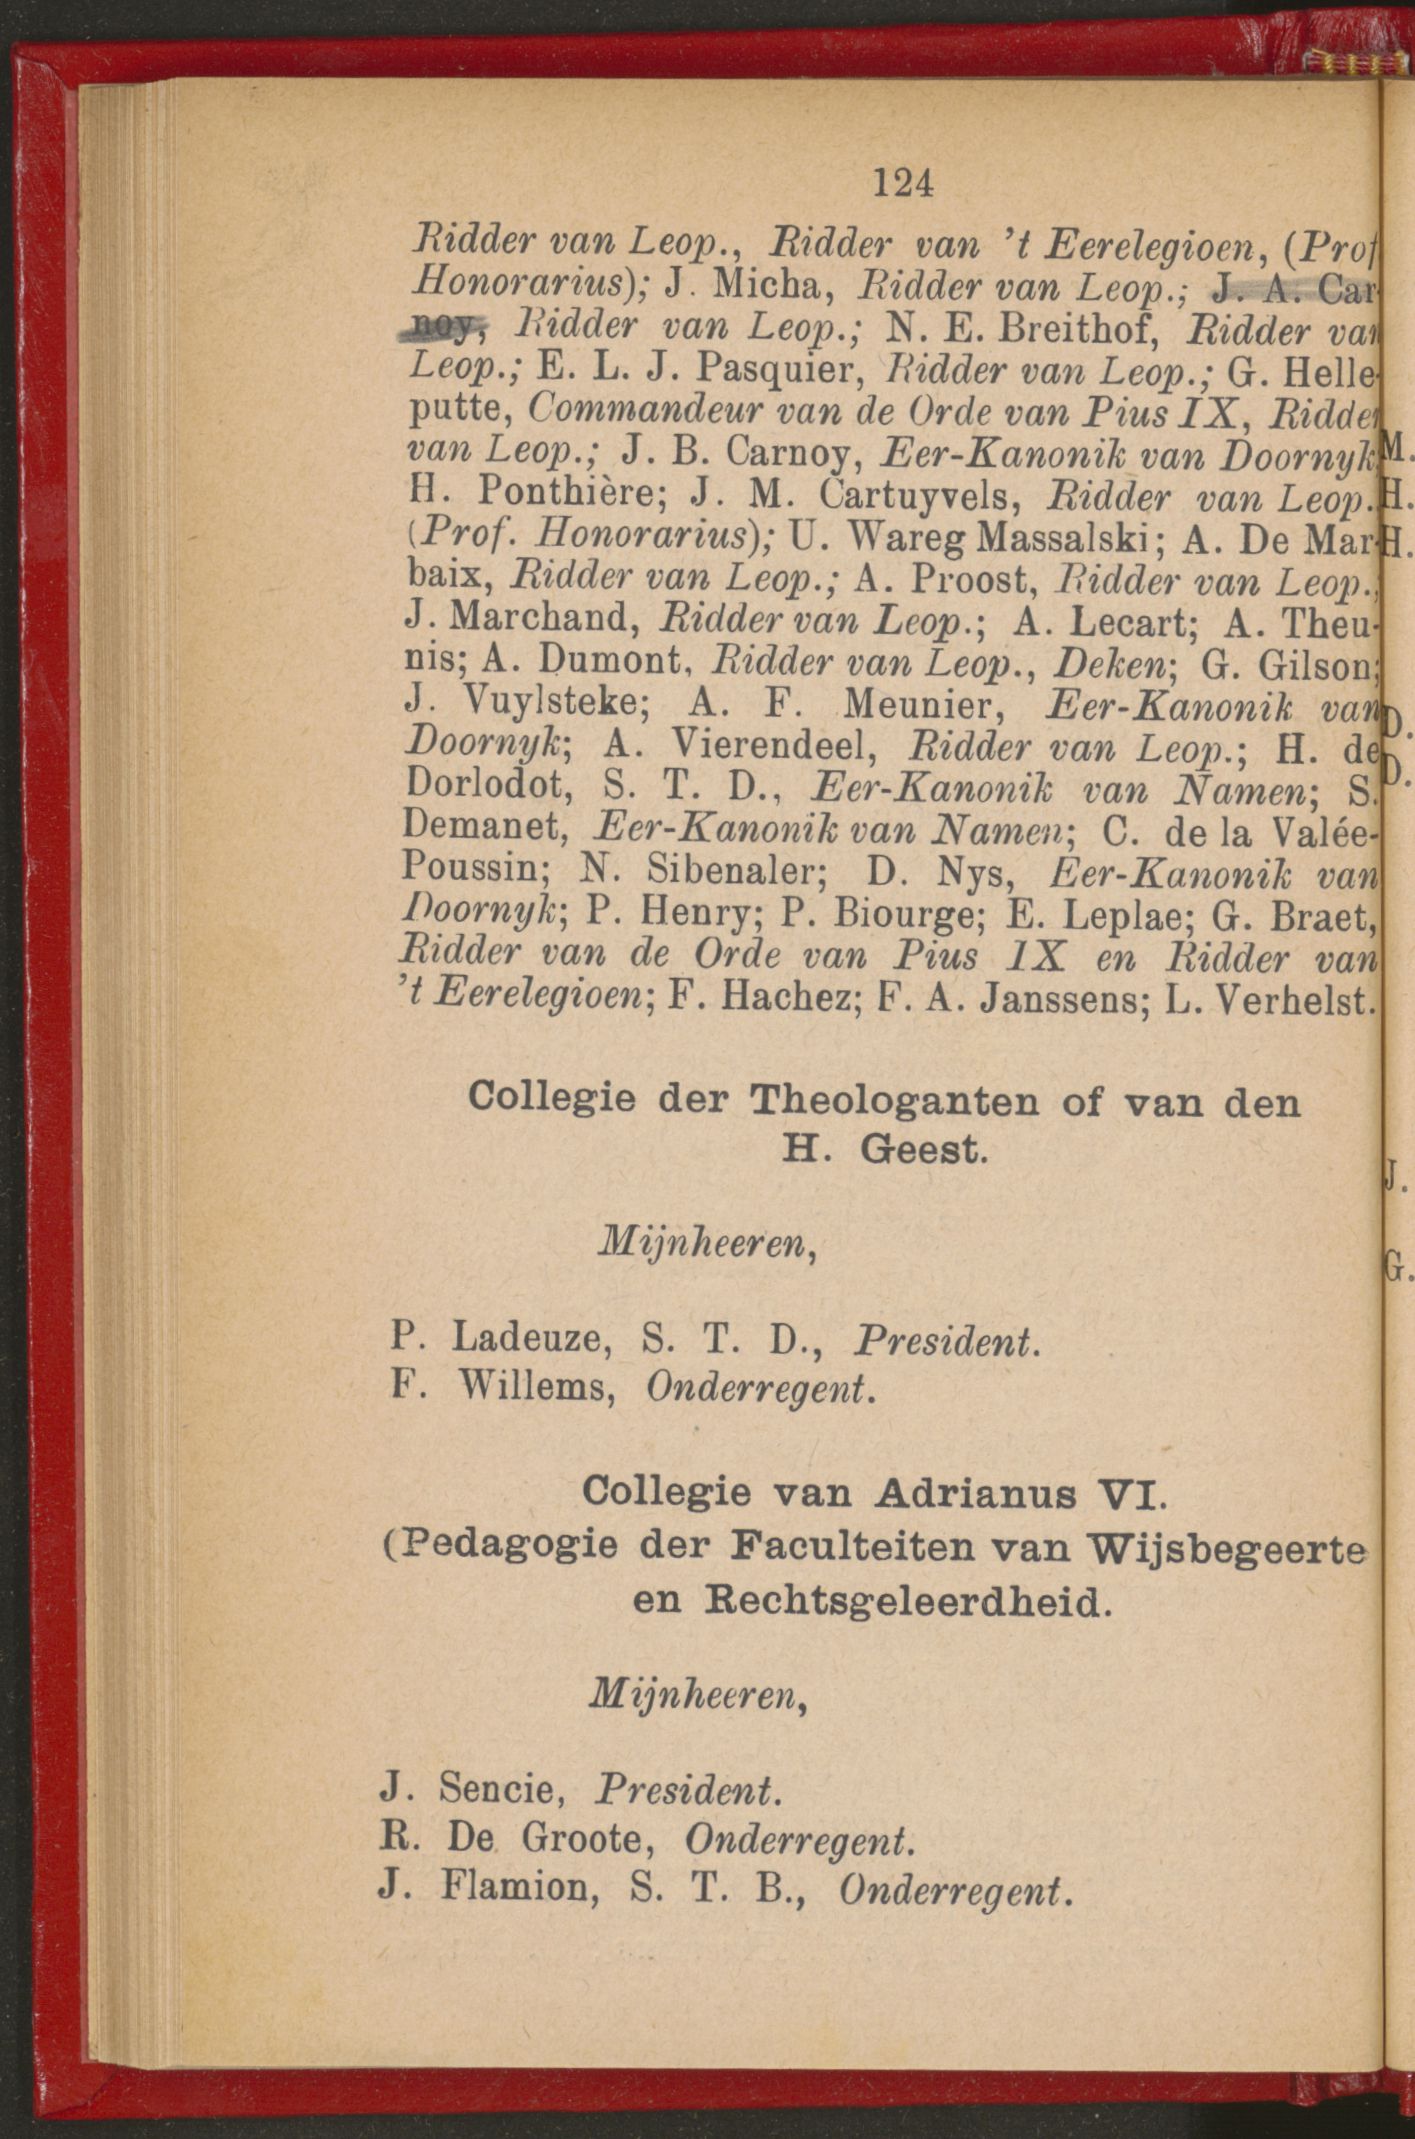 124
Ridder van Leop., Ridder van 't Eerelegioen, (Prof
Honorarius); J. Micha, Ridder van Leop.; J. A. Car-
noy, Ridder van Leop.; N. E. Breithof, Ridder van
Leop.; E. L. J. Pasquier, Ridder van Leop.; G. Helle-
putte, Commandeur van de Orde van Pius IX, Ridder
van Leop.; J. B. Carnoy, Eer-Kanonik van Doornyk
H. Ponthière; J. M. Cartuyvels, Ridder van Leop.
(Prof. Honorarius); U. Wareg Massalski; A. De Mar-
baix, Ridder van Leop.; A. Proost, Ridder van Leop.;
J. Marchand, Ridder van Leop.; A. Lecart; A. Theu-
nis; A. Dumont, Ridder van Leop., Deken; G. Gilson;
J. Vuylsteke; A. F. Meunier, Eer-Kanonik van
Doornyk; A. Vierendeel, Ridder van Leop.; H. de
Dorlodot, S. T. D., Eer-Kanonik van Namen; S.
Demanet, Eer-Kanonik van Namen; C. de la Valée-
Poussin; N. Sibenaler; D. Nys, Eer-Kanonik van
Doornyk; P. Henry; P. Biourge; E. Leplae; G. Braet,
Ridder van de Orde van Pius IX en Ridder van
't Eerelegioen; F. Hachez; F. A. Janssens; L. Verhelst.
Collegie der Theologanten of van den
H. Geest.
Mijnheeren,
P. Ladeuze, S. T. D., President.
F. Willems, Onderregent.
Collegie van Adrianus VI.
(Pedagogie der Faculteiten van Wijsbegeerte
en Rechtsgeleerdheid.
Mijnheeren,
J. Sencie, President.
R. De Groote, Onderregent.
J. Flamion, S. T. B., Onderregent.
M.
H.
H.
D.
D.
J.
G.